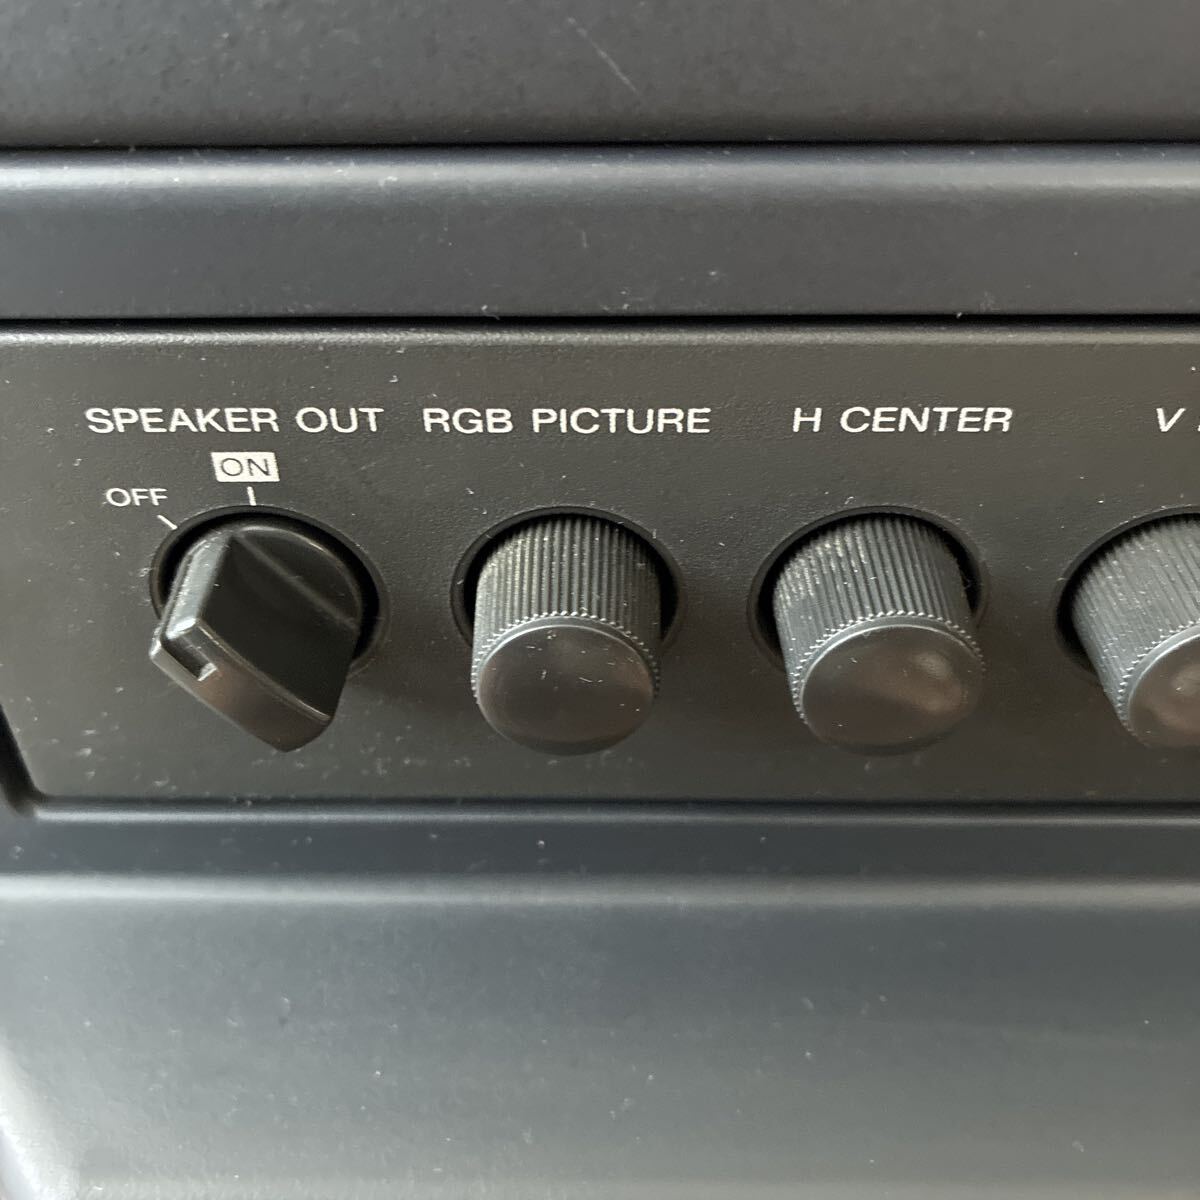 SPEAKER OUT RGB PICTURE H CENTER V
ON
OFF